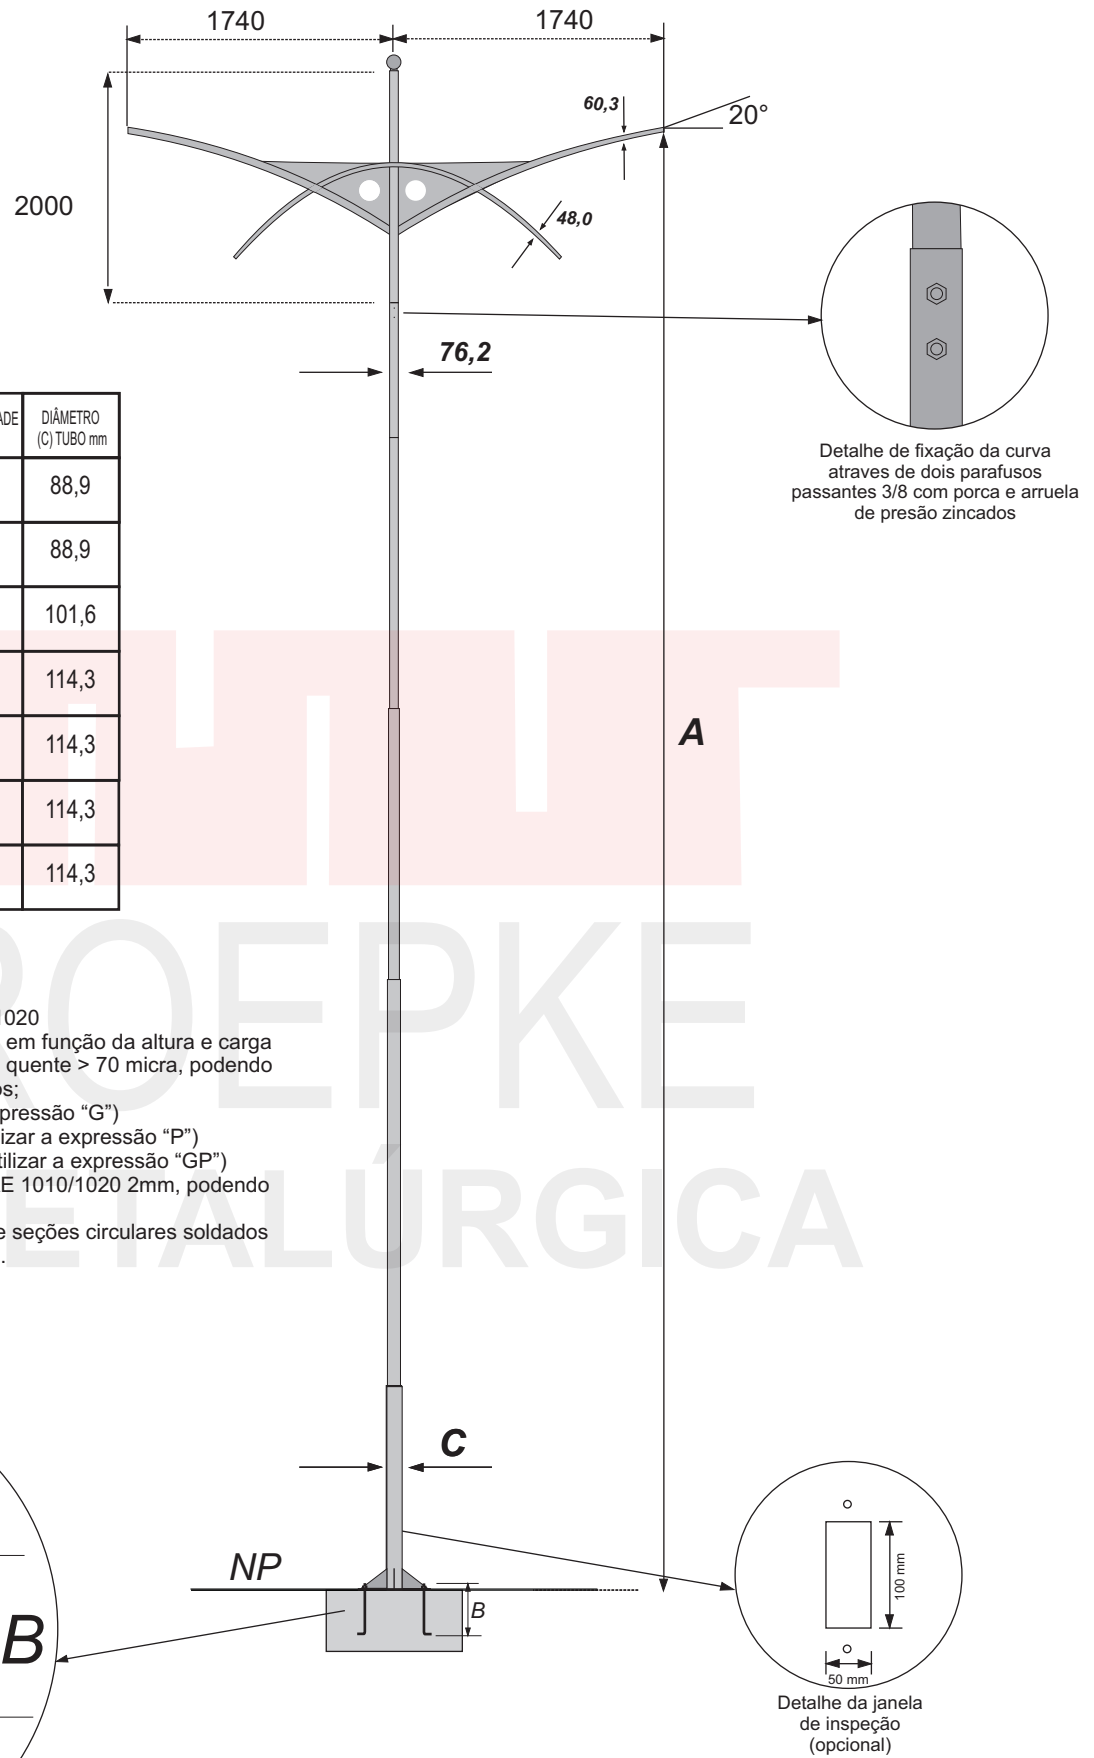 1740
1740
60,3
20°
2000
48,0
76,2
Detalhe de fixação da curva
atraves de dois parafusos
passantes 3/8 com porca e arruela
de presão zincados
ADE
DIÂMETRO
(C) TUBO mm
88,9
88,9
101,6
114,3
114,3
114,3
114,3
A
ROEPKE
ETALÚRGICA
1020
em função da altura e carga
quente > 70 micra, podendo
os;
pressão “G”)
izar a expressão “P”)
tilizar a expressão “GP”)
E 1010/1020 2mm, podendo
e seções circulares soldados
.
C
NP
B
B
100 mm
50 mm
Detalhe da janela
de inspeção
(opcional)